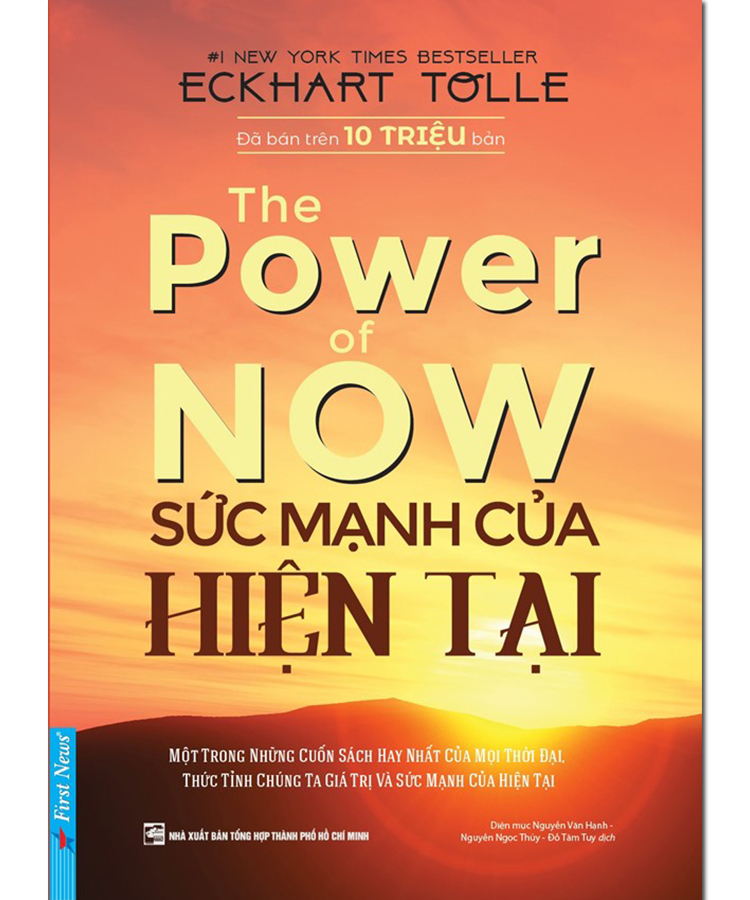 #1 NEW YORK TIMES BESTSELLER
ECKHART TOLLE
Đã bán trên 10 TRIỆU bản
The
Power
of
NOW
SỨC MẠNH CỦA
HIỆN TẠI
MỘT TRONG NHỮNG CUỐN SÁCH HAY NHẤT CỦA MỌI THỜI ĐẠI,
THỨC TỈNH CHÚNG TA GIÁ TRỊ VÀ SỨC MẠNH CỦA HIỆN TẠI
First News®
NHÀ XUẤT BẢN TỔNG HỢP THÀNH PHỐ HỒ CHÍ MINH
Diện mục Nguyễn Văn Hạnh -
Nguyễn Ngọc Thùy - Đỗ Tâm Tuy dịch